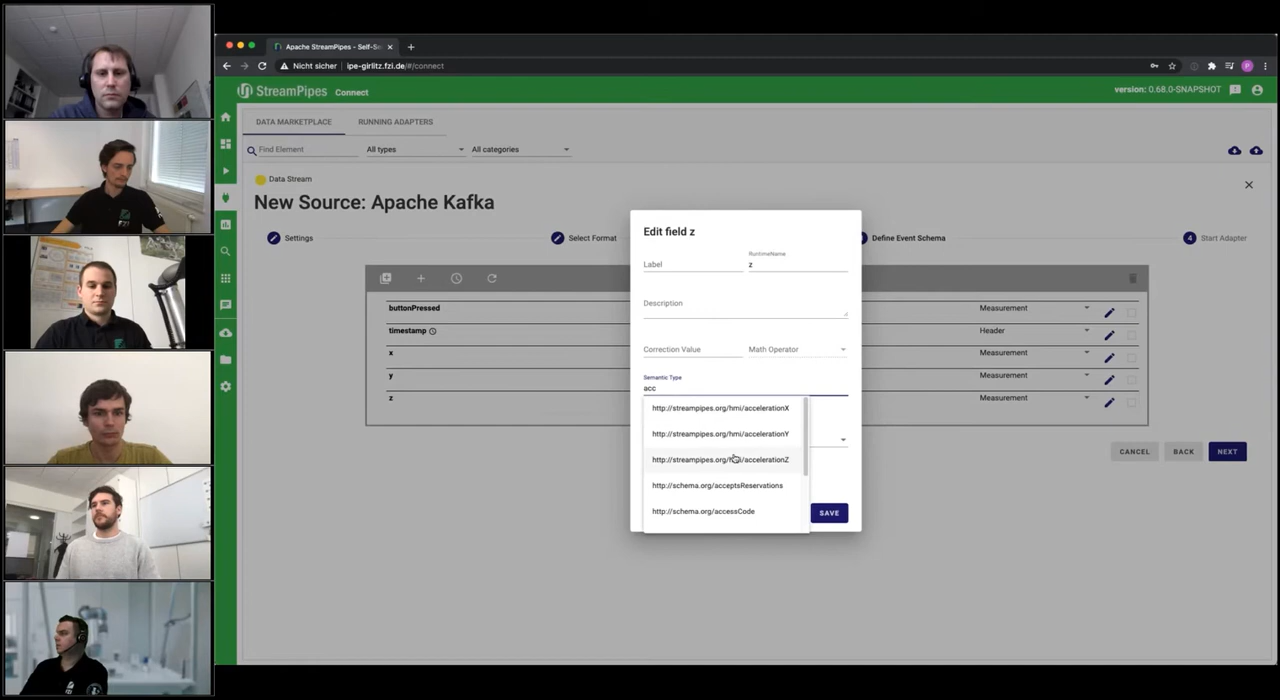 Apache StreamPipes - Self-Se
Nicht sicher ipe-girlitz.fzi.de/#/connect
StreamPipes Connect
version: 0.68.0-SNAPSHOT
DATA MARKETPLACE RUNNING ADAPTERS
Find Element All types All categories
Data Stream
New Source: Apache Kafka
Settings Select Format Define Event Schema 4 Start Adapter
Edit field z
Label RuntimeName z
Description
Correction Value Math Operator
Semantic Type
acc
http://streampipes.org/hmi/accelerationX
http://streampipes.org/hmi/accelerationY
http://streampipes.org/hmi/accelerationZ
http://schema.org/acceptsReservations
http://schema.org/accessCode
SAVE
buttonPressed Measurement
timestamp Header
x Measurement
y Measurement
z Measurement
CANCEL BACK NEXT
FZI